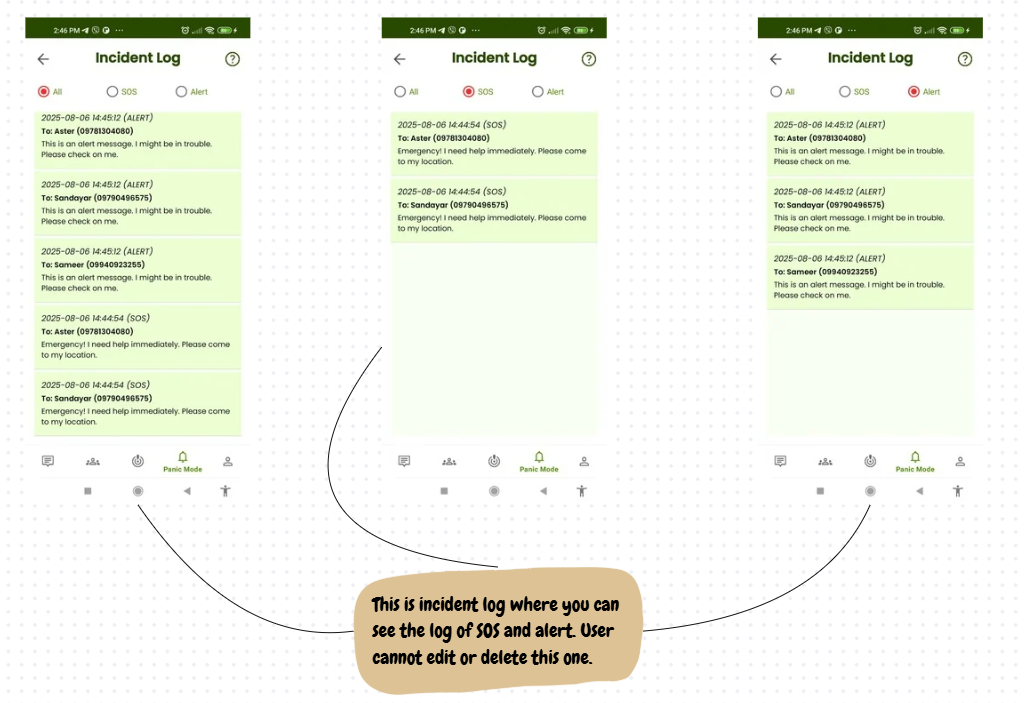 2:46 PM
Incident Log
All SOS Alert
2025-08-06 14:45:12 (ALERT)
To: Aster (09781304080)
This is an alert message. I might be in trouble.
Please check on me.
2025-08-06 14:45:12 (ALERT)
To: Sandayar (09790496575)
This is an alert message. I might be in trouble.
Please check on me.
2025-08-06 14:45:12 (ALERT)
To: Sameer (09940923255)
This is an alert message. I might be in trouble.
Please check on me.
2025-08-06 14:44:54 (SOS)
To: Aster (09781304080)
Emergency! I need help immediately. Please come
to my location.
2025-08-06 14:44:54 (SOS)
To: Sandayar (09790496575)
Emergency! I need help immediately. Please come
to my location.
Panic Mode
2:46 PM
Incident Log
All SOS Alert
2025-08-06 14:44:54 (SOS)
To: Aster (09781304080)
Emergency! I need help immediately. Please come
to my location.
2025-08-06 14:44:54 (SOS)
To: Sandayar (09790496575)
Emergency! I need help immediately. Please come
to my location.
Panic Mode
2:46 PM
Incident Log
All SOS Alert
2025-08-06 14:45:12 (ALERT)
To: Aster (09781304080)
This is an alert message. I might be in trouble.
Please check on me.
2025-08-06 14:45:12 (ALERT)
To: Sandayar (09790496575)
This is an alert message. I might be in trouble.
Please check on me.
2025-08-06 14:45:12 (ALERT)
To: Sameer (09940923255)
This is an alert message. I might be in trouble.
Please check on me.
Panic Mode
This is incident log where you can
see the log of SOS and alert. User
cannot edit or delete this one.